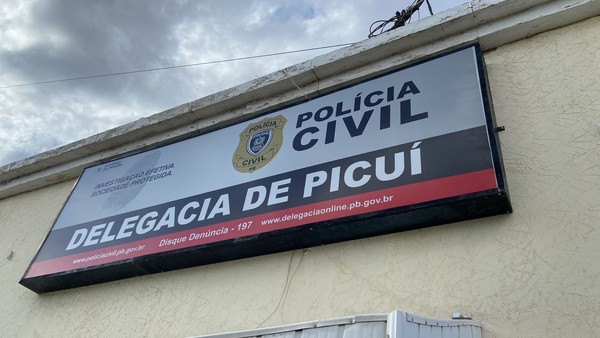 INVESTIGAÇÃO EFETIVA,
SOCIEDADE PROTEGIDA.
POLÍCIA
CIVIL
PB
POLÍCIA
CIVIL
DELEGACIA DE PICUÍ
www.policiacivil.pb.gov.br Disque Denúncia - 197 www.delegaciaonline.pb.gov.br